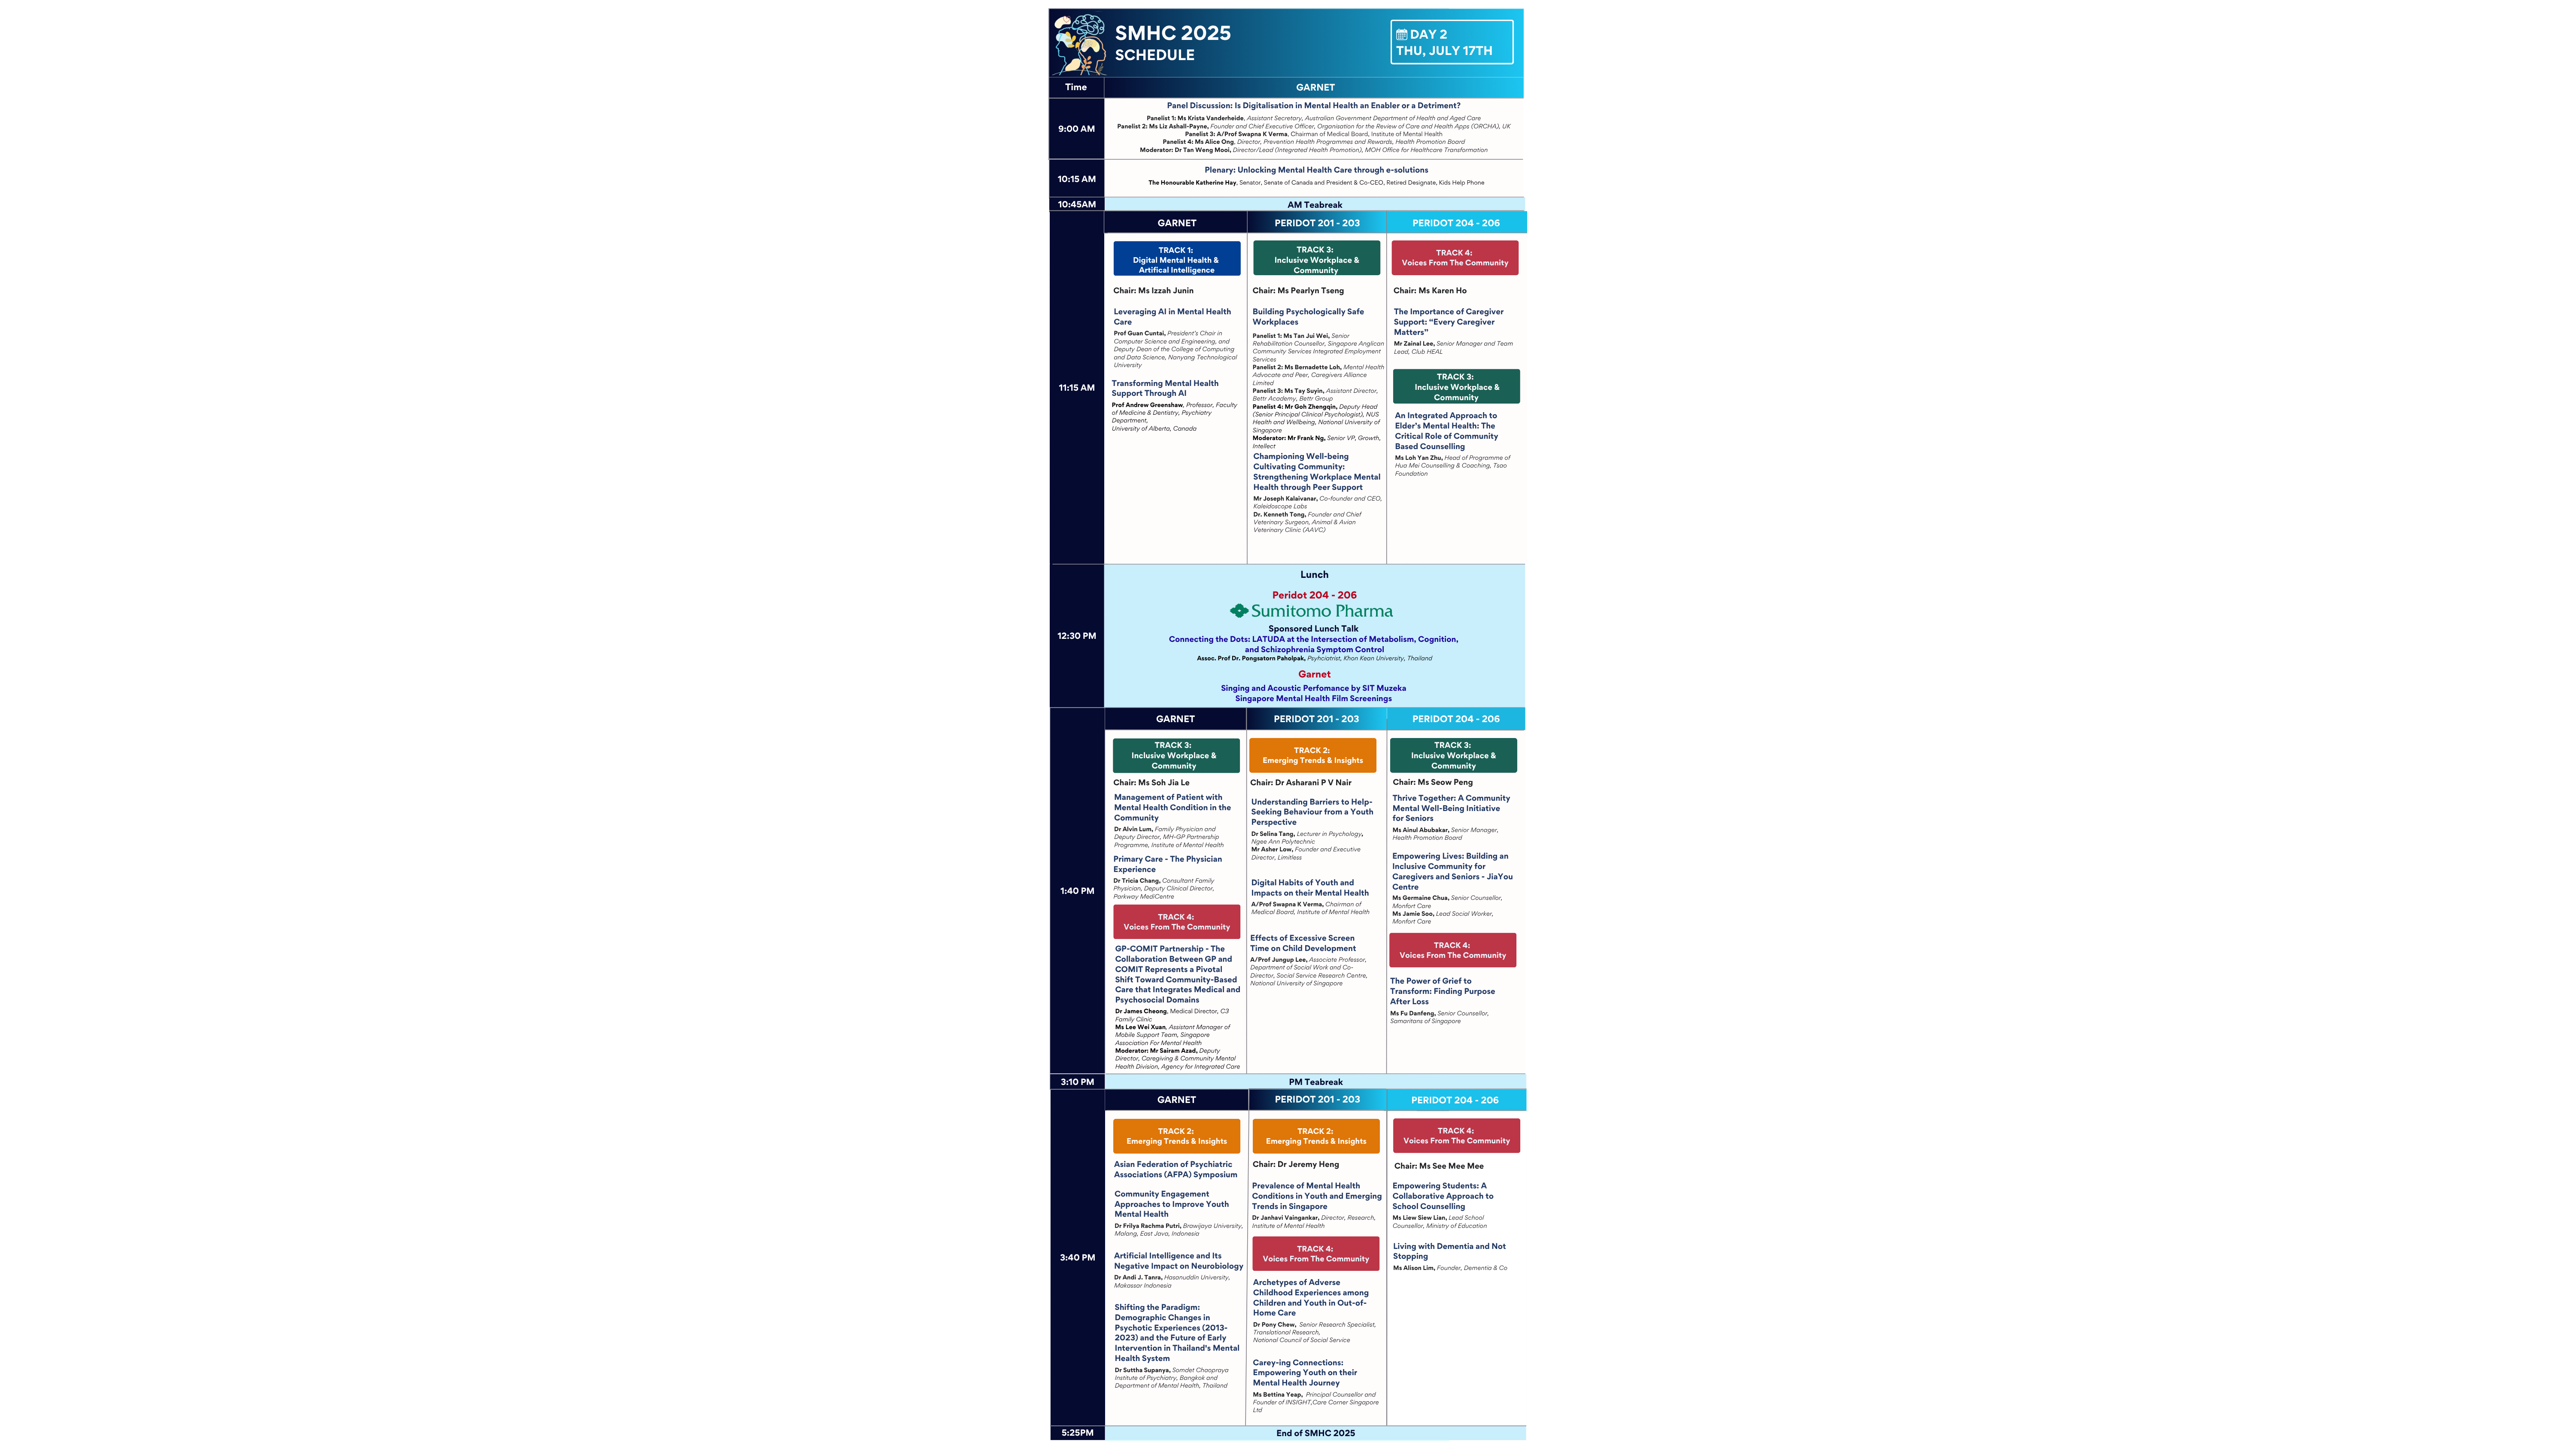 SMHC 2025
SCHEDULE
DAY 2
THU, JULY 17TH
Time
GARNET
9:00 AM
Panel Discussion: Is Digitalisation in Mental Health an Enabler or a Detriment?
Panelist 1: Ms Krista Vanderheide, Assistant Secretary, Australian Government Department of Health and Aged Care
Panelist 2: Ms Liz Ashall-Payne, Founder and Chief Executive Officer, Organisation for the Review of Care and Health Apps (ORCHA), UK
Panelist 3: A/Prof Swapna K Verma, Chairman of Medical Board, Institute of Mental Health
Panelist 4: Ms Alice Ong, Director, Prevention Health Programmes and Rewards, Health Promotion Board
Moderator: Dr Tan Weng Mooi, Director/Lead (Integrated Health Promotion), MOH Office for Healthcare Transformation
10:15 AM
Plenary: Unlocking Mental Health Care through e-solutions
The Honourable Katherine Hay, Senator, Senate of Canada and President & Co-CEO, Retired Designate, Kids Help Phone
10:45AM
AM Teabreak
11:15 AM
GARNET
TRACK 1:
Digital Mental Health &
Artifical Intelligence
Chair: Ms Izzah Junin
Leveraging AI in Mental Health
Care
Prof Guan Cuntai, President's Chair in
Computer Science and Engineering, and
Deputy Dean of the College of Computing
and Data Science, Nanyang Technological
University
Transforming Mental Health
Support Through AI
Prof Andrew Greenshaw, Professor, Faculty
of Medicine & Dentistry, Psychiatry
Department,
University of Alberta, Canada
PERIDOT 201 - 203
TRACK 3:
Inclusive Workplace &
Community
Chair: Ms Pearlyn Tseng
Building Psychologically Safe
Workplaces
Panelist 1: Ms Tan Jui Wei, Senior
Rehabilitation Counsellor, Singapore Anglican
Community Services Integrated Employment
Services
Panelist 2: Ms Bernadette Loh, Mental Health
Advocate and Peer, Caregivers Alliance
Limited
Panelist 3: Ms Tay Suyin, Assistant Director,
Bettr Academy, Bettr Group
Panelist 4: Mr Goh Zhengqin, Deputy Head
(Senior Principal Clinical Psychologist), NUS
Health and Wellbeing, National University of
Singapore
Moderator: Mr Frank Ng, Senior VP, Growth,
Intellect
Championing Well-being
Cultivating Community:
Strengthening Workplace Mental
Health through Peer Support
Mr Joseph Kalaivanar, Co-founder and CEO,
Kaleidoscope Labs
Dr. Kenneth Tong, Founder and Chief
Veterinary Surgeon, Animal & Avian
Veterinary Clinic (AAVC)
PERIDOT 204 - 206
TRACK 4:
Voices From The Community
Chair: Ms Karen Ho
The Importance of Caregiver
Support: “Every Caregiver
Matters”
Mr Zainal Lee, Senior Manager and Team
Lead, Club HEAL
TRACK 3:
Inclusive Workplace &
Community
An Integrated Approach to
Elder's Mental Health: The
Critical Role of Community
Based Counselling
Ms Loh Yan Zhu, Head of Programme of
Hua Mei Counselling & Coaching, Tsao
Foundation
12:30 PM
Lunch
Peridot 204 - 206
Sumitomo Pharma
Sponsored Lunch Talk
Connecting the Dots: LATUDA at the Intersection of Metabolism, Cognition,
and Schizophrenia Symptom Control
Assoc. Prof Dr. Pongsatorn Paholpak, Psyhciatrist, Khon Kean University, Thailand
Garnet
Singing and Acoustic Perfomance by SIT Muzeka
Singapore Mental Health Film Screenings
1:40 PM
GARNET
TRACK 3:
Inclusive Workplace &
Community
Chair: Ms Soh Jia Le
Management of Patient with
Mental Health Condition in the
Community
Dr Alvin Lum, Family Physician and
Deputy Director, MH-GP Partnership
Programme, Institute of Mental Health
Primary Care - The Physician
Experience
Dr Tricia Chang, Consultant Family
Physician, Deputy Clinical Director,
Parkway MediCentre
TRACK 4:
Voices From The Community
GP-COMIT Partnership - The
Collaboration Between GP and
COMIT Represents a Pivotal
Shift Toward Community-Based
Care that Integrates Medical and
Psychosocial Domains
Dr James Cheong, Medical Director, C3
Family Clinic
Ms Lee Wei Xuan, Assistant Manager of
Mobile Support Team, Singapore
Association For Mental Health
Moderator: Mr Sairam Azad, Deputy
Director, Caregiving & Community Mental
Health Division, Agency for Integrated Care
PERIDOT 201 - 203
TRACK 2:
Emerging Trends & Insights
Chair: Dr Asharani P V Nair
Understanding Barriers to Help-
Seeking Behaviour from a Youth
Perspective
Dr Selina Tang, Lecturer in Psychology,
Ngee Ann Polytechnic
Mr Asher Low, Founder and Executive
Director, Limitless
Digital Habits of Youth and
Impacts on their Mental Health
A/Prof Swapna K Verma, Chairman of
Medical Board, Institute of Mental Health
Effects of Excessive Screen
Time on Child Development
A/Prof Jungup Lee, Associate Professor,
Department of Social Work and Co-
Director, Social Service Research Centre,
National University of Singapore
PERIDOT 204 - 206
TRACK 3:
Inclusive Workplace &
Community
Chair: Ms Seow Peng
Thrive Together: A Community
Mental Well-Being Initiative
for Seniors
Ms Ainul Abubakar, Senior Manager,
Health Promotion Board
Empowering Lives: Building an
Inclusive Community for
Caregivers and Seniors - JiaYou
Centre
Ms Germaine Chua, Senior Counsellor,
Monfort Care
Ms Jamie Soo, Lead Social Worker,
Monfort Care
TRACK 4:
Voices From The Community
The Power of Grief to
Transform: Finding Purpose
After Loss
Ms Fu Danfeng, Senior Counsellor,
Samaritans of Singapore
3:10 PM
PM Teabreak
3:40 PM
GARNET
TRACK 2:
Emerging Trends & Insights
Asian Federation of Psychiatric
Associations (AFPA) Symposium
Community Engagement
Approaches to Improve Youth
Mental Health
Dr Frilya Rachma Putri, Brawijaya University,
Malang, East Java, Indonesia
Artificial Intelligence and Its
Negative Impact on Neurobiology
Dr Andi J. Tanra, Hasanuddin University,
Makassar Indonesia
Shifting the Paradigm:
Demographic Changes in
Psychotic Experiences (2013-
2023) and the Future of Early
Intervention in Thailand's Mental
Health System
Dr Suttha Supanya, Somdet Chaopraya
Institute of Psychiatry, Bangkok and
Department of Mental Health, Thailand
PERIDOT 201 - 203
TRACK 2:
Emerging Trends & Insights
Chair: Dr Jeremy Heng
Prevalence of Mental Health
Conditions in Youth and Emerging
Trends in Singapore
Dr Janhavi Vaingankar, Director, Research,
Institute of Mental Health
TRACK 4:
Voices From The Community
Archetypes of Adverse
Childhood Experiences among
Children and Youth in Out-of-
Home Care
Dr Pony Chew, Senior Research Specialist,
Translational Research,
National Council of Social Service
Carey-ing Connections:
Empowering Youth on their
Mental Health Journey
Ms Bettina Yeap, Principal Counsellor and
Founder of INSIGHT,Care Corner Singapore
Ltd
PERIDOT 204 - 206
TRACK 4:
Voices From The Community
Chair: Ms See Mee Mee
Empowering Students: A
Collaborative Approach to
School Counselling
Ms Liew Siew Lian, Lead School
Counsellor, Ministry of Education
Living with Dementia and Not
Stopping
Ms Alison Lim, Founder, Dementia & Co
5:25PM
End of SMHC 2025